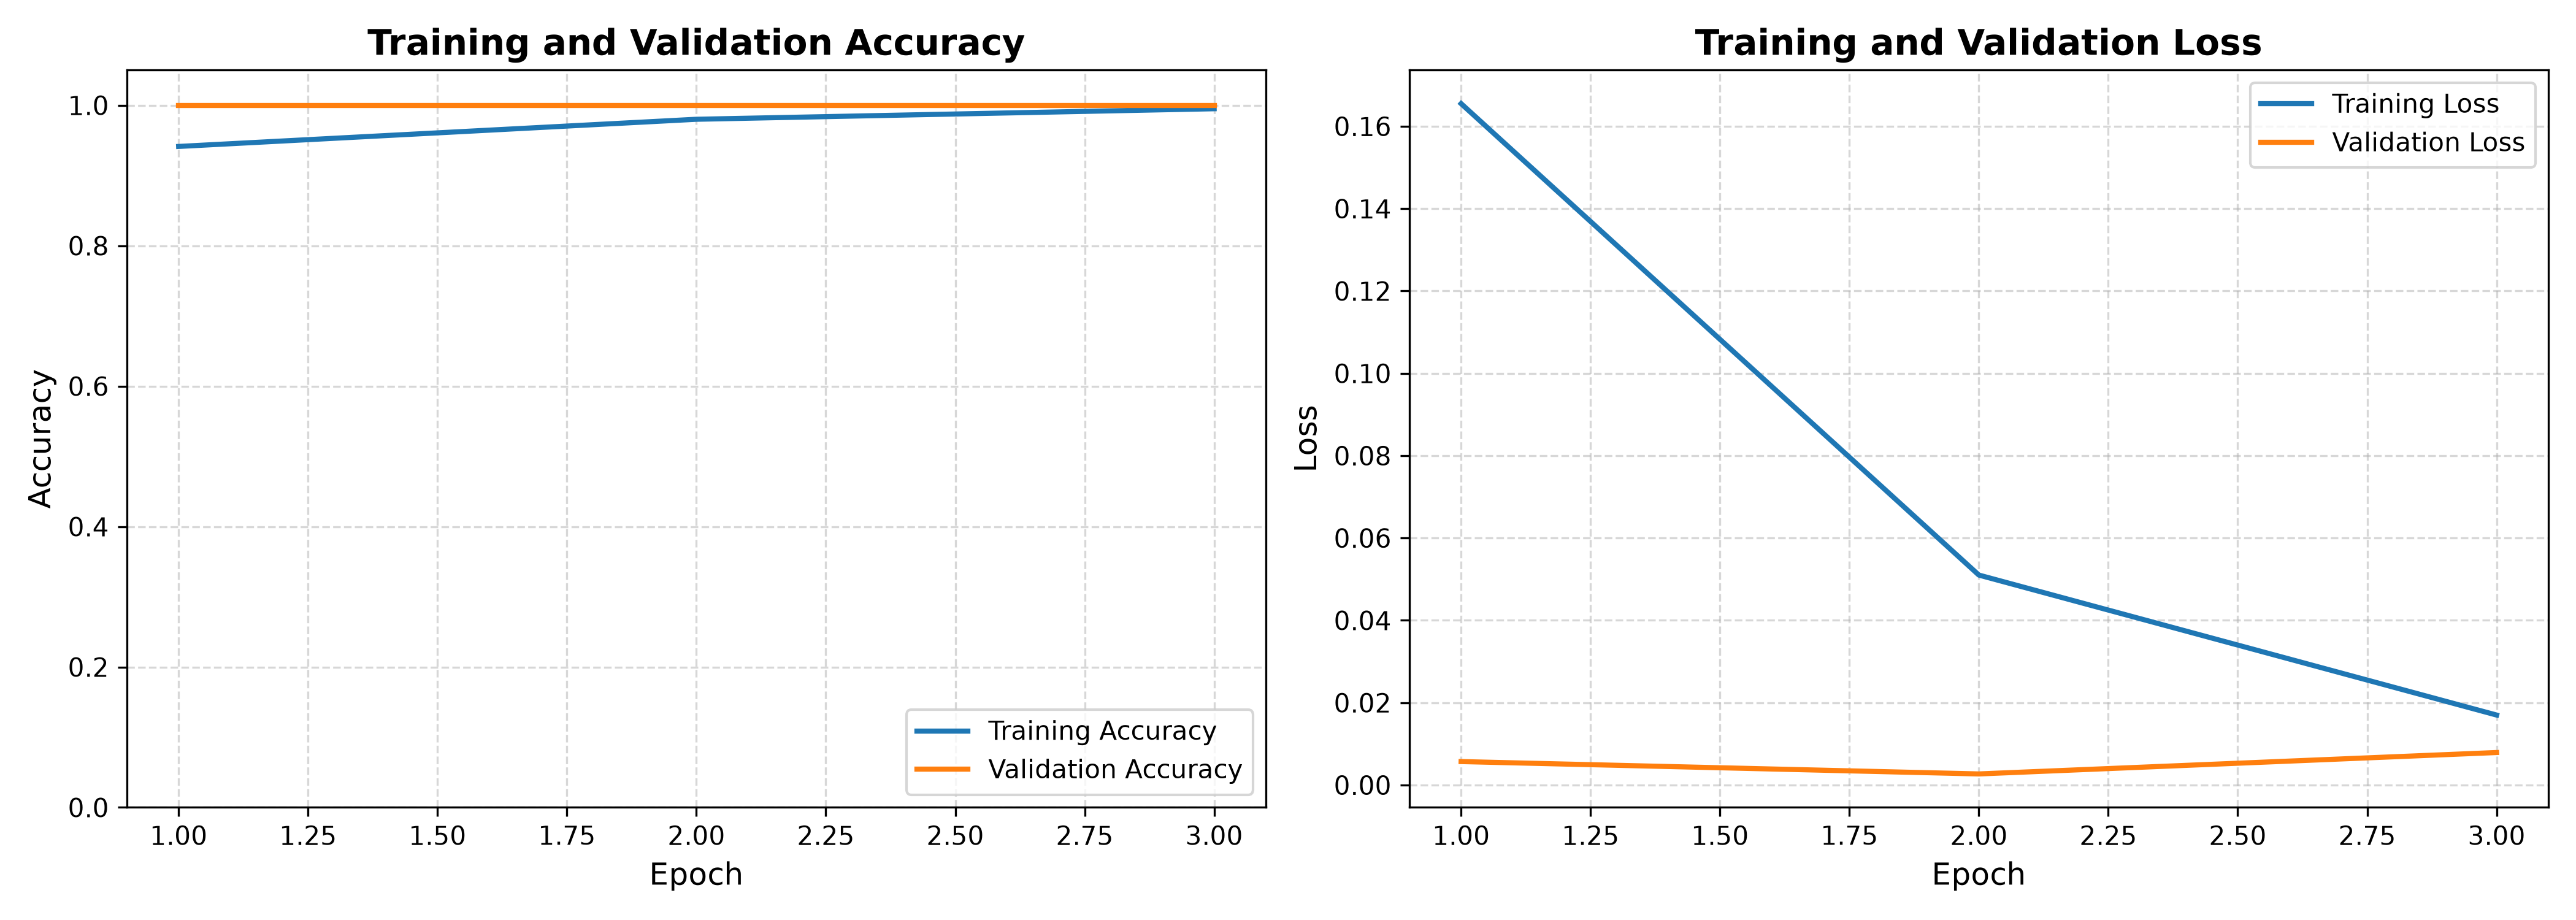 Training and Validation Accuracy
1.0
0.8
0.6
0.4
0.2
0.0
Accuracy
1.00 1.25 1.50 1.75 2.00 2.25 2.50 2.75 3.00
Epoch
Training Accuracy
Validation Accuracy
Training and Validation Loss
0.16
0.14
0.12
0.10
0.08
0.06
0.04
0.02
0.00
Loss
1.00 1.25 1.50 1.75 2.00 2.25 2.50 2.75 3.00
Epoch
Training Loss
Validation Loss